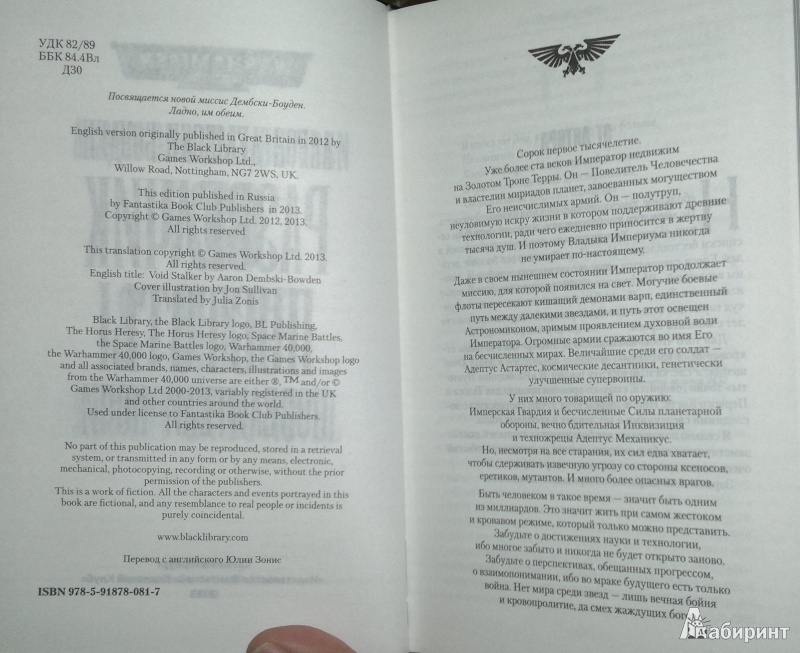 УДК 82/89
ББК 84.4Вл
Д30
Посвящается новой миссис Дембски-Боуден.
Ладно, им обеим.
English version originally published in Great Britain in 2012 by
The Black Library
Games Workshop Ltd.,
Willow Road, Nottingham, NG7 2WS, UK.
This edition published in Russia
by Fantastika Book Club Publishers in 2013.
Copyright © Games Workshop Ltd. 2012, 2013.
All rights reserved
This translation copyright © Games Workshop Ltd. 2013.
All rights reserved.
English title: Void Stalker by Aaron Dembski-Bowden
Cover illustration by Jon Sullivan
Translated by Julia Zonis
Black Library, the Black Library logo, BL Publishing,
The Horus Heresy, The Horus Heresy logo, Space Marine Battles,
the Space Marine Battles logo, Warhammer 40,000,
the Warhammer 40,000 logo, Games Workshop, the Games Workshop logo
and all associated brands, names, characters, illustrations and images
from the Warhammer 40,000 universe are either ®, TM and/or ©
Games Workshop Ltd 2000-2013, variably registered in the UK
and other countries around the world.
Used under license to Fantastika Book Club Publishers.
All rights reserved.
No part of this publication may be reproduced, stored in a retrieval
system, or transmitted in any form or by any means, electronic,
mechanical, photocopying, recording or otherwise, without the prior
permission of the publishers.
This is a work of fiction. All the characters and events portrayed in this
book are fictional, and any resemblance to real people or incidents is
purely coincidental.
www.blacklibrary.com
Перевод с английского Юлии Зонис
ISBN 978-5-91878-081-7
Сорок первое тысячелетие.
Уже более ста веков Император недвижим
на Золотом Троне Терры. Он — Повелитель Человечества
и властелин мириадов планет, завоеванных могуществом
Его неисчислимых армий. Он — полутруп,
неуловимую искру жизни в котором поддерживают древние
технологии, ради чего ежедневно приносится в жертву
тысяча душ. И поэтому Владыка Империума никогда
не умирает по-настоящему.
Даже в своем нынешнем состоянии Император продолжает
миссию, для которой появился на свет. Могучие боевые
флоты пересекают кишащий демонами варп, единственный
путь между далекими звездами, и путь этот освещен
Астрономиконом, зримым проявлением духовной воли
Императора. Огромные армии сражаются во имя Его
на бесчисленных мирах. Величайшие среди его солдат —
Адептус Астартес, космические десантники, генетически
улучшенные супервоины.
У них много товарищей по оружию:
Имперская Гвардия и бесчисленные Силы планетарной
обороны, вечно бдительная Инквизиция
и техножрецы Адептус Механикус.
Но, несмотря на все старания, их сил едва хватает,
чтобы сдерживать извечную угрозу со стороны ксеносов,
еретиков, мутантов. И много более опасных врагов.
Быть человеком в такое время — значит быть одним
из миллиардов. Это значит жить при самом жестоком
и кровавом режиме, который только можно представить.
Забудьте о достижениях науки и технологии,
ибо многое забыто и никогда не будет открыто заново.
Забудьте о перспективах, обещанных прогрессом,
о взаимопонимании, ибо во мраке будущего есть только
война. Нет мира среди звезд — лишь вечная бойня
и кровопролитие, да смех жаждущих
Лабиринт